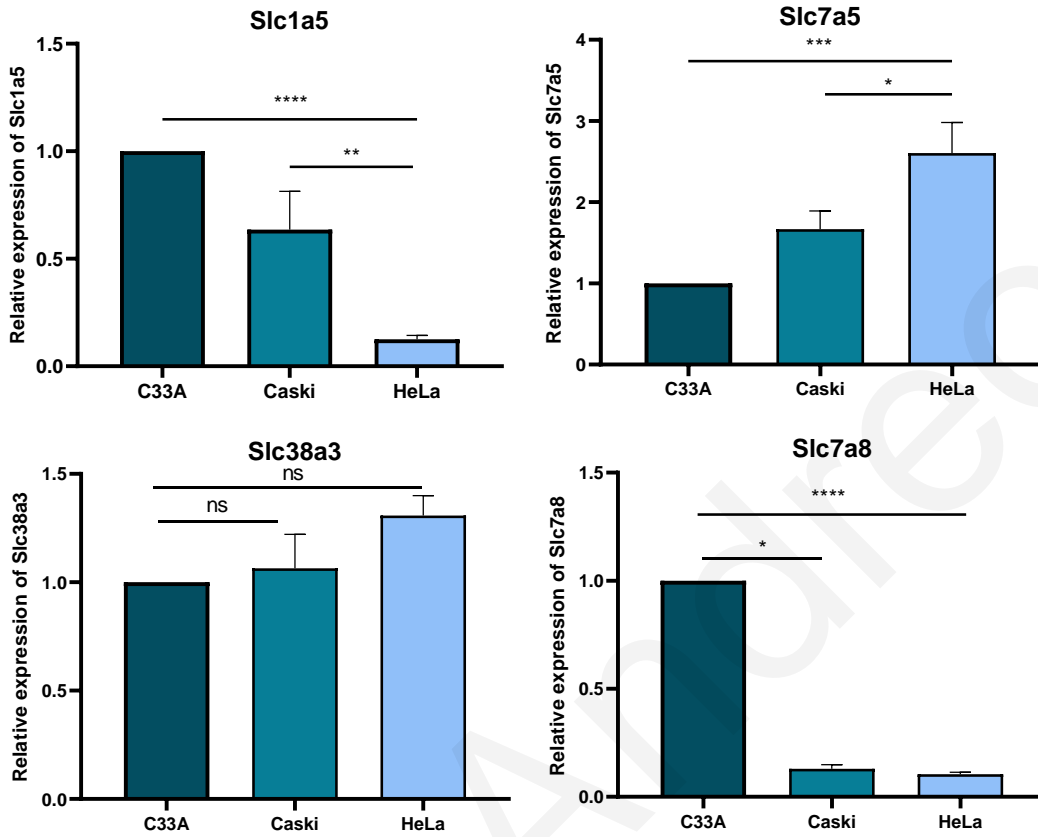 Slc1a5
Relative expression of Slc1a5
1.5
1.0
0.5
0.0
****
**
C33A Caski HeLa
Slc7a5
Relative expression of Slc7a5
4
3
2
1
0
***
*
C33A Caski HeLa
Slc38a3
Relative expression of Slc38a3
1.5
1.0
0.5
0.0
ns
ns
C33A Caski HeLa
Slc7a8
Relative expression of Slc7a8
1.5
1.0
0.5
0.0
****
*
C33A Caski HeLa